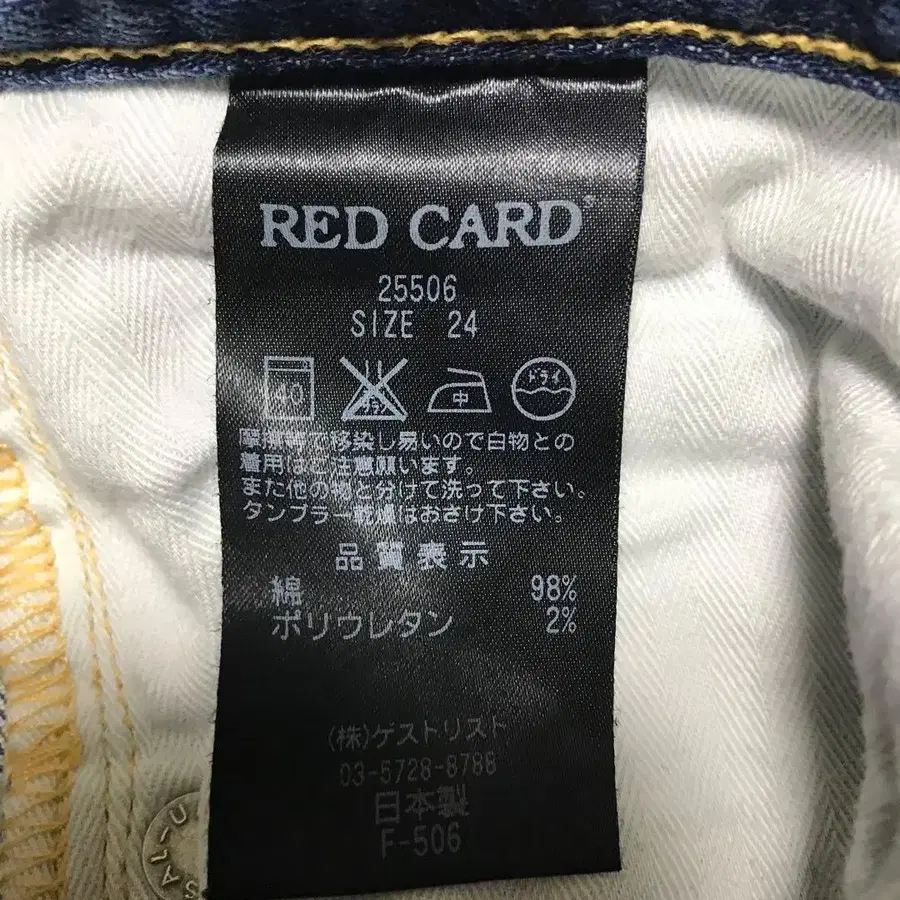 RED CARD®
25506
SIZE 24
40
ドライ
中
摩擦等で移染し易いので白物との
着用はご注意願います。
また他の物と分けて洗って下さい。
タンブラー乾燥はおさけ下さい。
品質表示
綿 98%
ポリウレタン 2%
(株)ゲストリスト
03-5728-8788
日本製
F-506